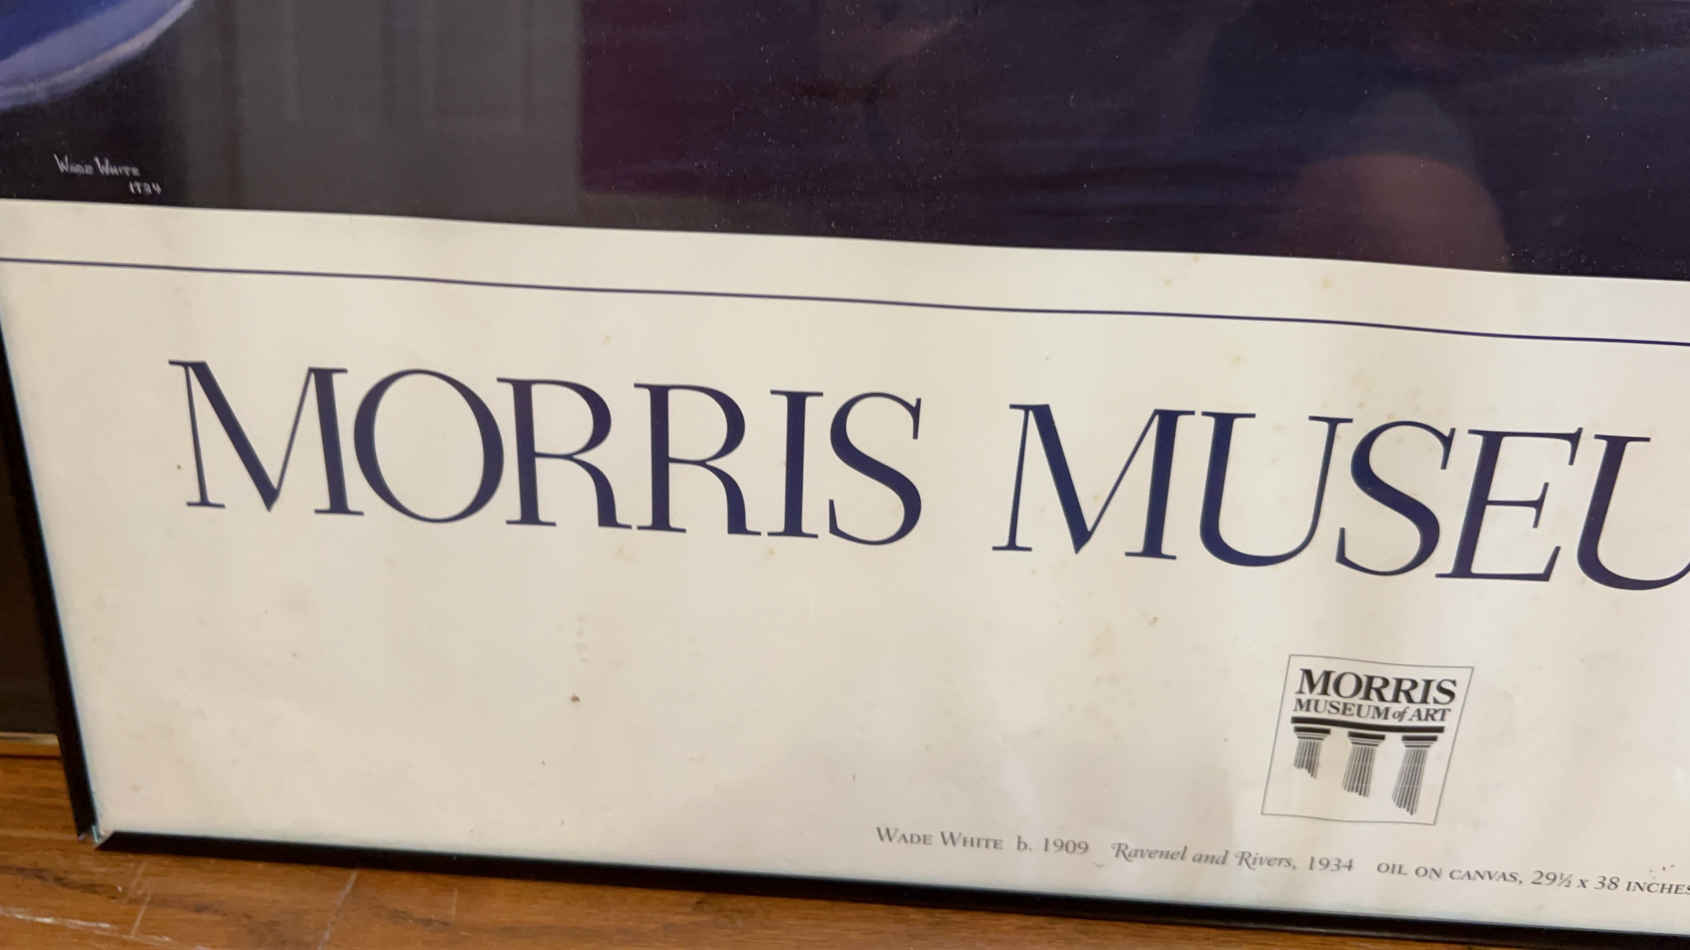 WADE WHITE
1934
MORRIS MUSEU
MORRIS
MUSEUM of ART
WADE WHITE b. 1909 Ravenel and Rivers, 1934 OIL ON CANVAS, 29½ x 38 INCHES